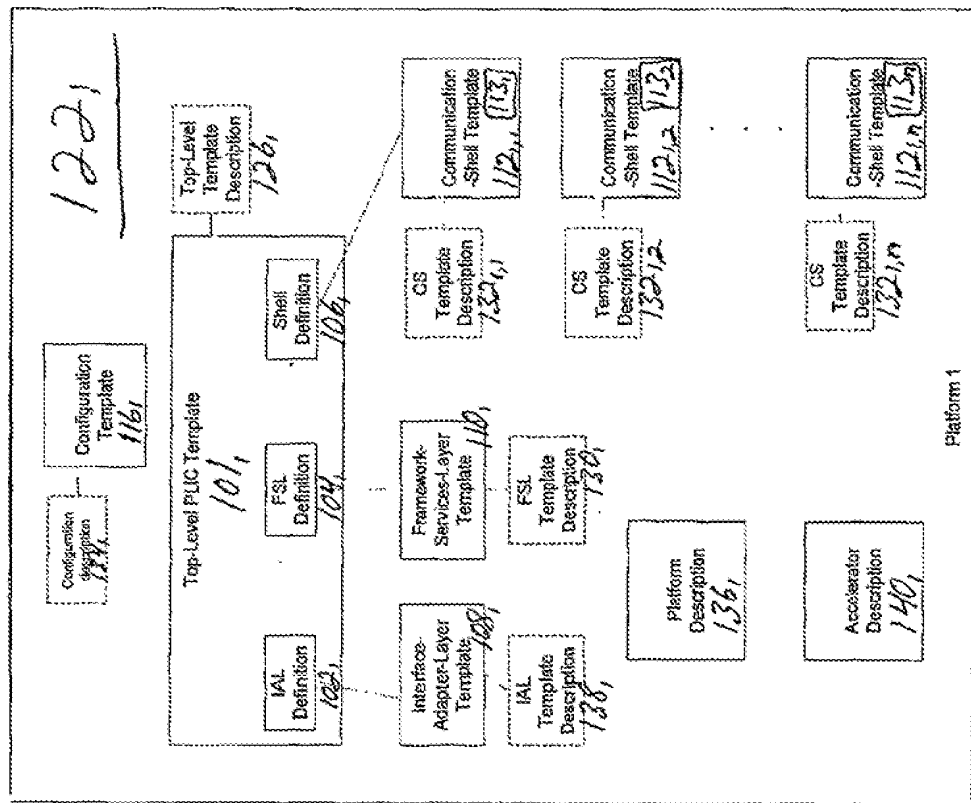 122₁
Configuration
description
Configuration
Template
116₁
Top-Level
Template
Description
126₁
Top-Level PLIC Template
101₁
IAL
Definition
102₁
FSL
Definition
104₁
Shell
Definition
106₁
Interface-
Adapter-Layer
Template
108₁
IAL
Template
Description
Framework-
Services-Layer
Template
110₁
FSL
Template
Description
130₁
CS
Template
Description
132₁,₁
Communication
-Shell Template
112₁,₁ 113₁
CS
Template
Description
132₁,₂
Communication
-Shell Template
112₁,₂ 113₂
. . .
CS
Template
Description
132₁,ₙ
Communication
-Shell Template
112₁,ₙ 113ₙ
Platform
Description
136₁
Accelerator
Description
140₁
Platform 1